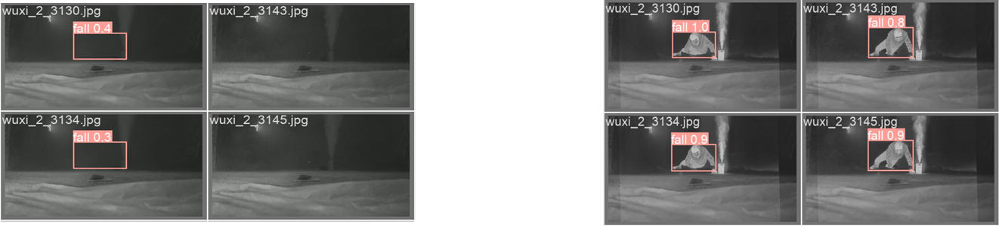 wuxi_2_3130.jpg
fall 0.4
wuxi_2_3143.jpg
wuxi_2_3134.jpg
fall 0.3
wuxi_2_3145.jpg
wuxi_2_3130.jpg
fall 1.0
wuxi_2_3143.jpg
fall 0.8
wuxi_2_3134.jpg
fall 0.9
wuxi_2_3145.jpg
fall 0.9